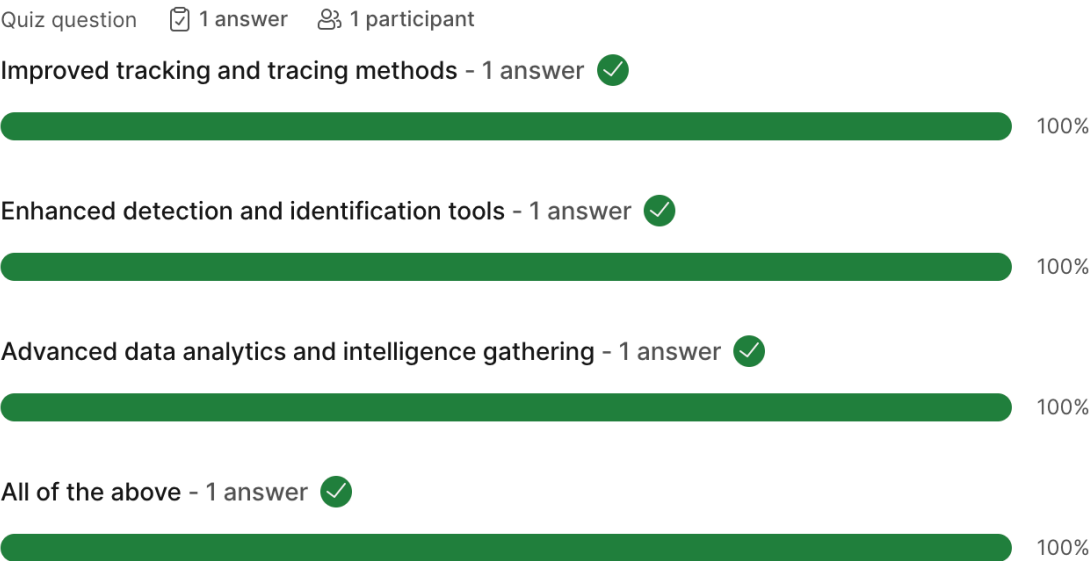 Quiz question 1 answer 1 participant
Improved tracking and tracing methods - 1 answer
100%
Enhanced detection and identification tools - 1 answer
100%
Advanced data analytics and intelligence gathering - 1 answer
100%
All of the above - 1 answer
100%